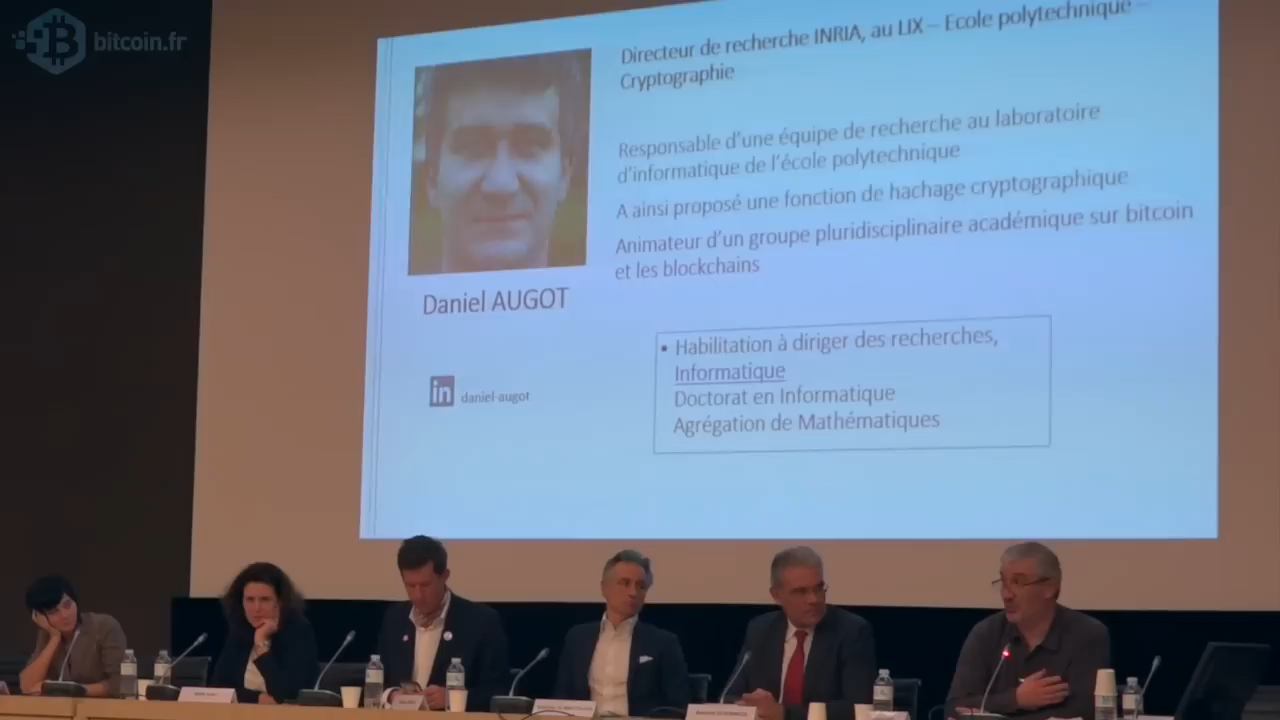 bitcoin.fr
Directeur de recherche INRIA, au LIX – Ecole polytechnique –
Cryptographie
Responsable d'une équipe de recherche au laboratoire
d'informatique de l'école polytechnique
A ainsi proposé une fonction de hachage cryptographique
Animateur d'un groupe pluridisciplinaire académique sur bitcoin
et les blockchains
Daniel AUGOT
• Habilitation à diriger des recherches,
Informatique
Doctorat en Informatique
Agrégation de Mathématiques
in daniel-augot